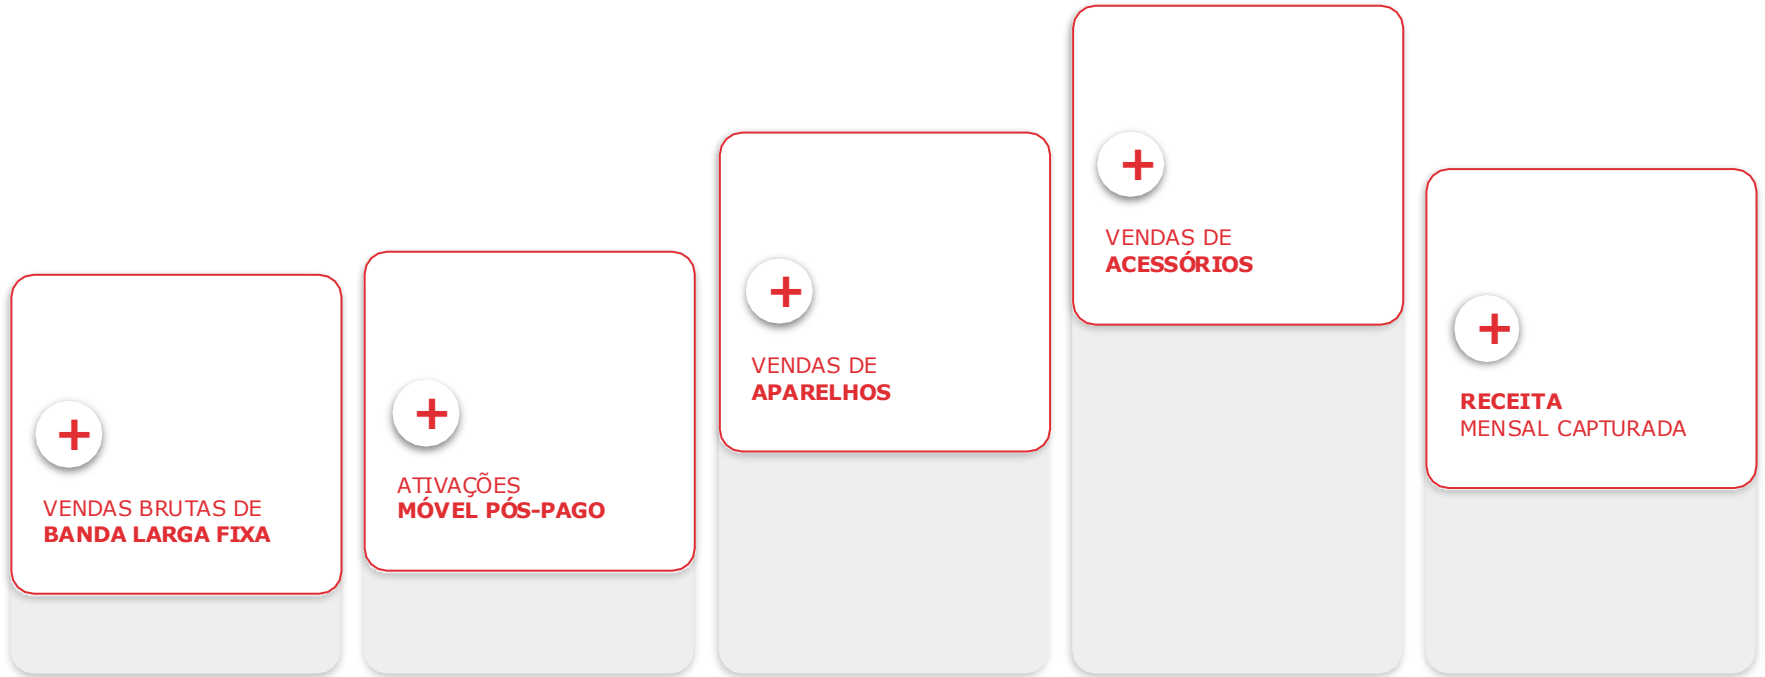 +
VENDAS BRUTAS DE
BANDA LARGA FIXA
+
ATIVAÇÕES
MÓVEL PÓS-PAGO
+
VENDAS DE
APARELHOS
+
VENDAS DE
ACESSÓRIOS
+
RECEITA
MENSAL CAPTURADA